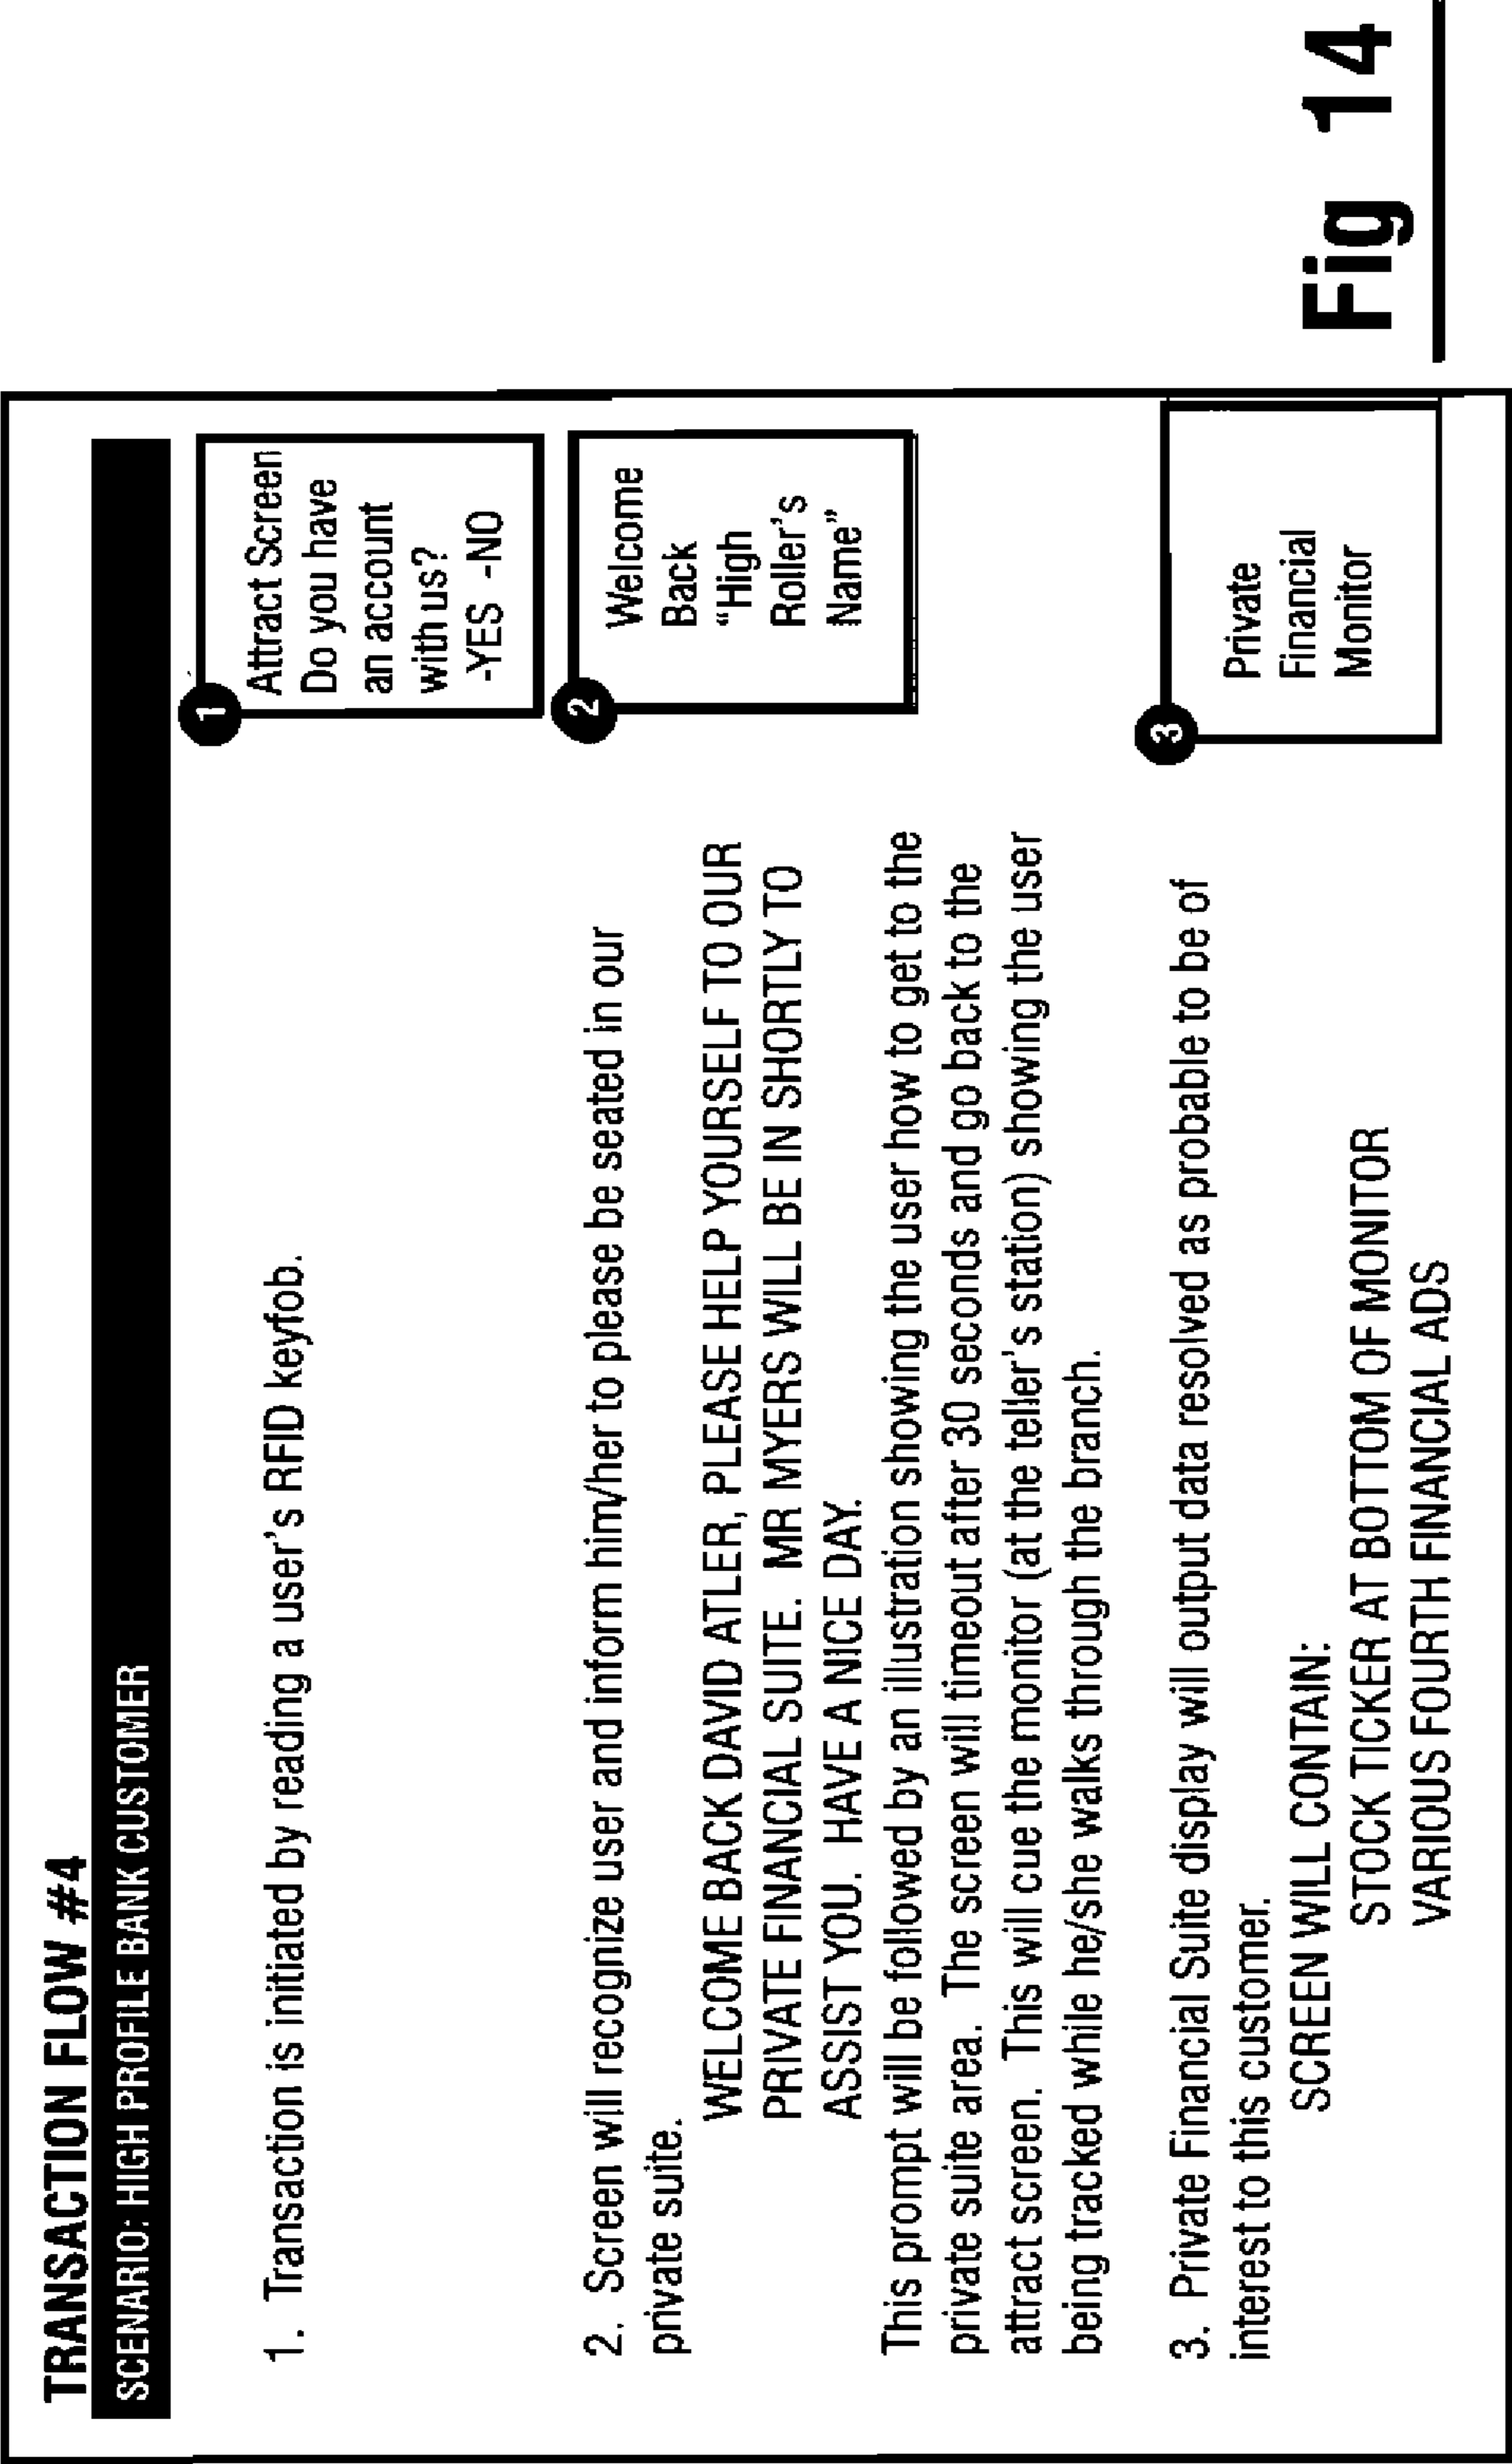 TRANSACTION FLOW #4
SCENARIO: HIGH PROFILE BANK CUSTOMER
1. Transaction is initiated by reading a user's RFID keyfob.
1
Attract Screen
Do you have
an account
with us?
-YES -NO
2. Screen will recognize user and inform him/her to please be seated in our
private suite.
WELCOME BACK DAVID ATLER, PLEASE HELP YOURSELF TO OUR
PRIVATE FINANCIAL SUITE. MR MYERS WILL BE IN SHORTLY TO
ASSIST YOU. HAVE A NICE DAY.
This prompt will be followed by an illustration showing the user how to get to the
private suite area. The screen will timeout after 30 seconds and go back to the
attract screen. This will cue the monitor (at the teller's station) showing the user
being tracked while he/she walks through the branch.
2
Welcome
Back
“High
Roller's
Name”
3. Private Financial Suite display will output data resolved as probable to be of
interest to this customer.
SCREEN WILL CONTAIN:
STOCK TICKER AT BOTTOM OF MONITOR
VARIOUS FOURTH FINANCIAL ADS
3
Private
Financial
Monitor
Fig 14